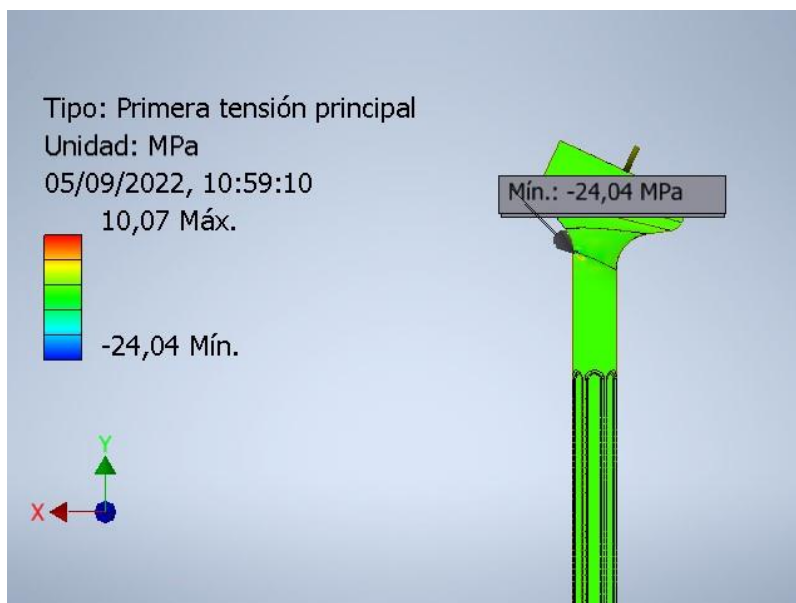 Tipo: Primera tensión principal
Unidad: MPa
05/09/2022, 10:59:10
10,07 Máx.
-24,04 Mín.
Mín.: -24,04 MPa
Y
X